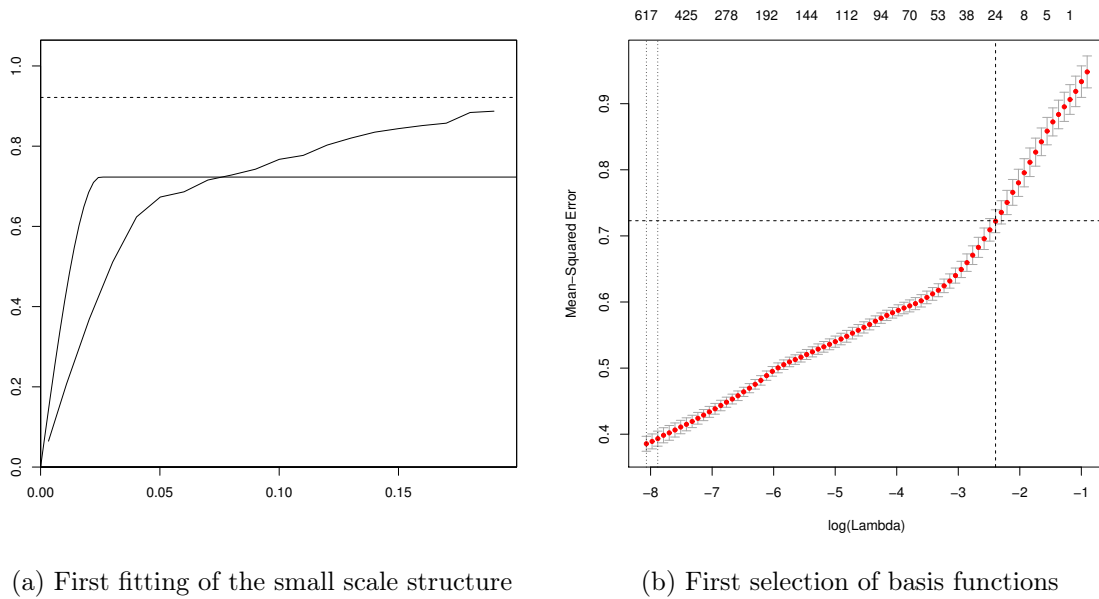 1.0
0.8
0.6
0.4
0.2
0.0
0.00 0.05 0.10 0.15
617 425 278 192 144 112 94 70 53 38 24 8 5 1
Mean−Squared Error
0.9
0.8
0.7
0.6
0.5
0.4
−8 −7 −6 −5 −4 −3 −2 −1
log(Lambda)
(a) First fitting of the small scale structure
(b) First selection of basis functions